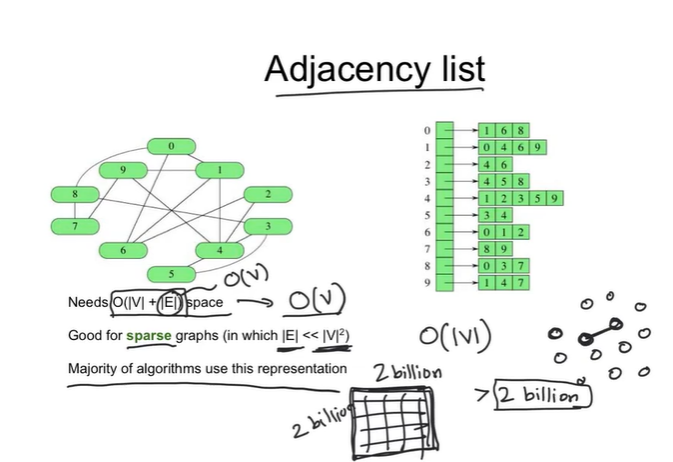 Adjacency list
0
9
1
8
2
7
3
6
4
5
0 1 6 8
1 0 4 6 9
2 4 6
3 4 5 8
4 1 2 3 5 9
5 3 4
6 0 1 2
7 8 9
8 0 3 7
9 1 4 7
O(V)
Needs O(|V| + |E|) space → O(V)
Good for sparse graphs (in which |E| << |V|²)
O(|V|)
Majority of algorithms use this representation
2 billion
2 billion
> 2 billion